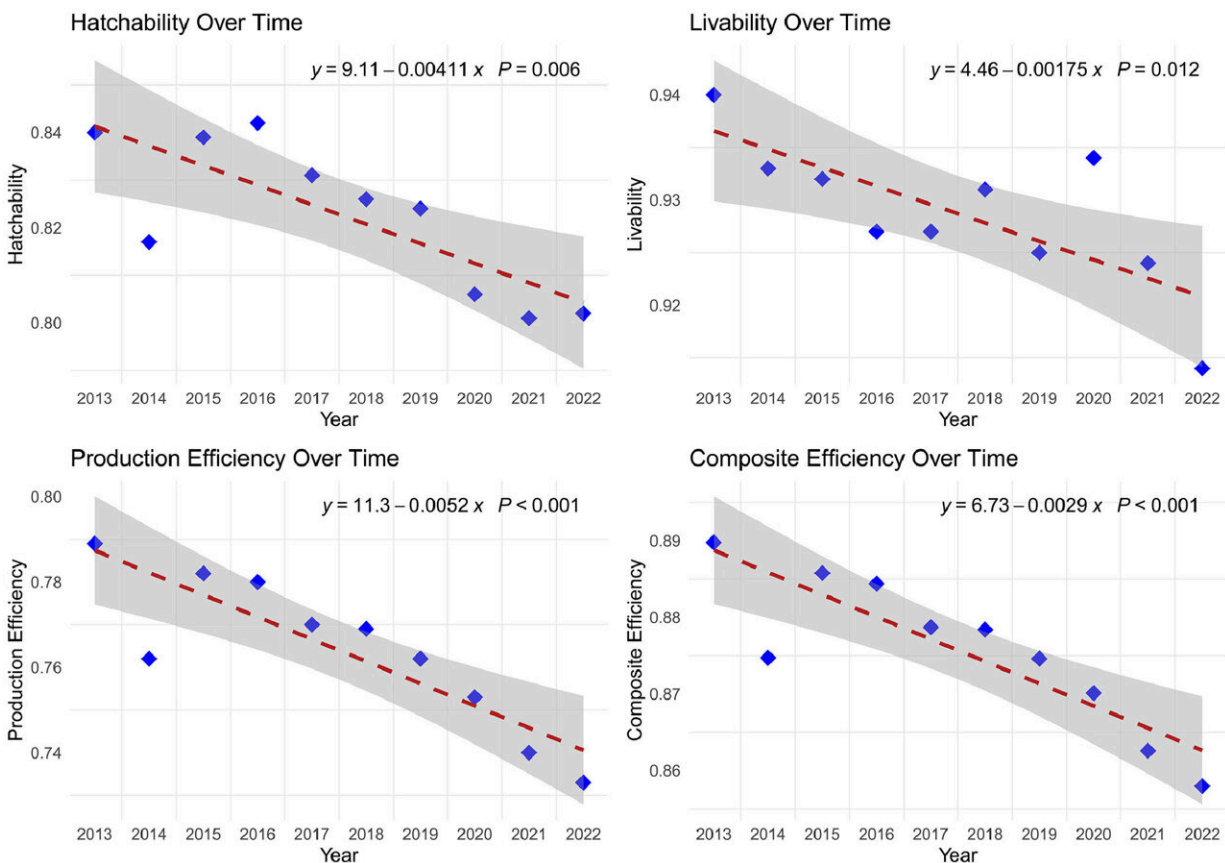 Hatchability Over Time
y = 9.11 – 0.00411 x P = 0.006
Hatchability
0.84
0.82
0.80
2013 2014 2015 2016 2017 2018 2019 2020 2021 2022
Year
Livability Over Time
y = 4.46 – 0.00175 x P = 0.012
Livability
0.94
0.93
0.92
2013 2014 2015 2016 2017 2018 2019 2020 2021 2022
Year
Production Efficiency Over Time
y = 11.3 – 0.0052 x P < 0.001
Production Efficiency
0.80
0.78
0.76
0.74
2013 2014 2015 2016 2017 2018 2019 2020 2021 2022
Year
Composite Efficiency Over Time
y = 6.73 – 0.0029 x P < 0.001
Composite Efficiency
0.89
0.88
0.87
0.86
2013 2014 2015 2016 2017 2018 2019 2020 2021 2022
Year